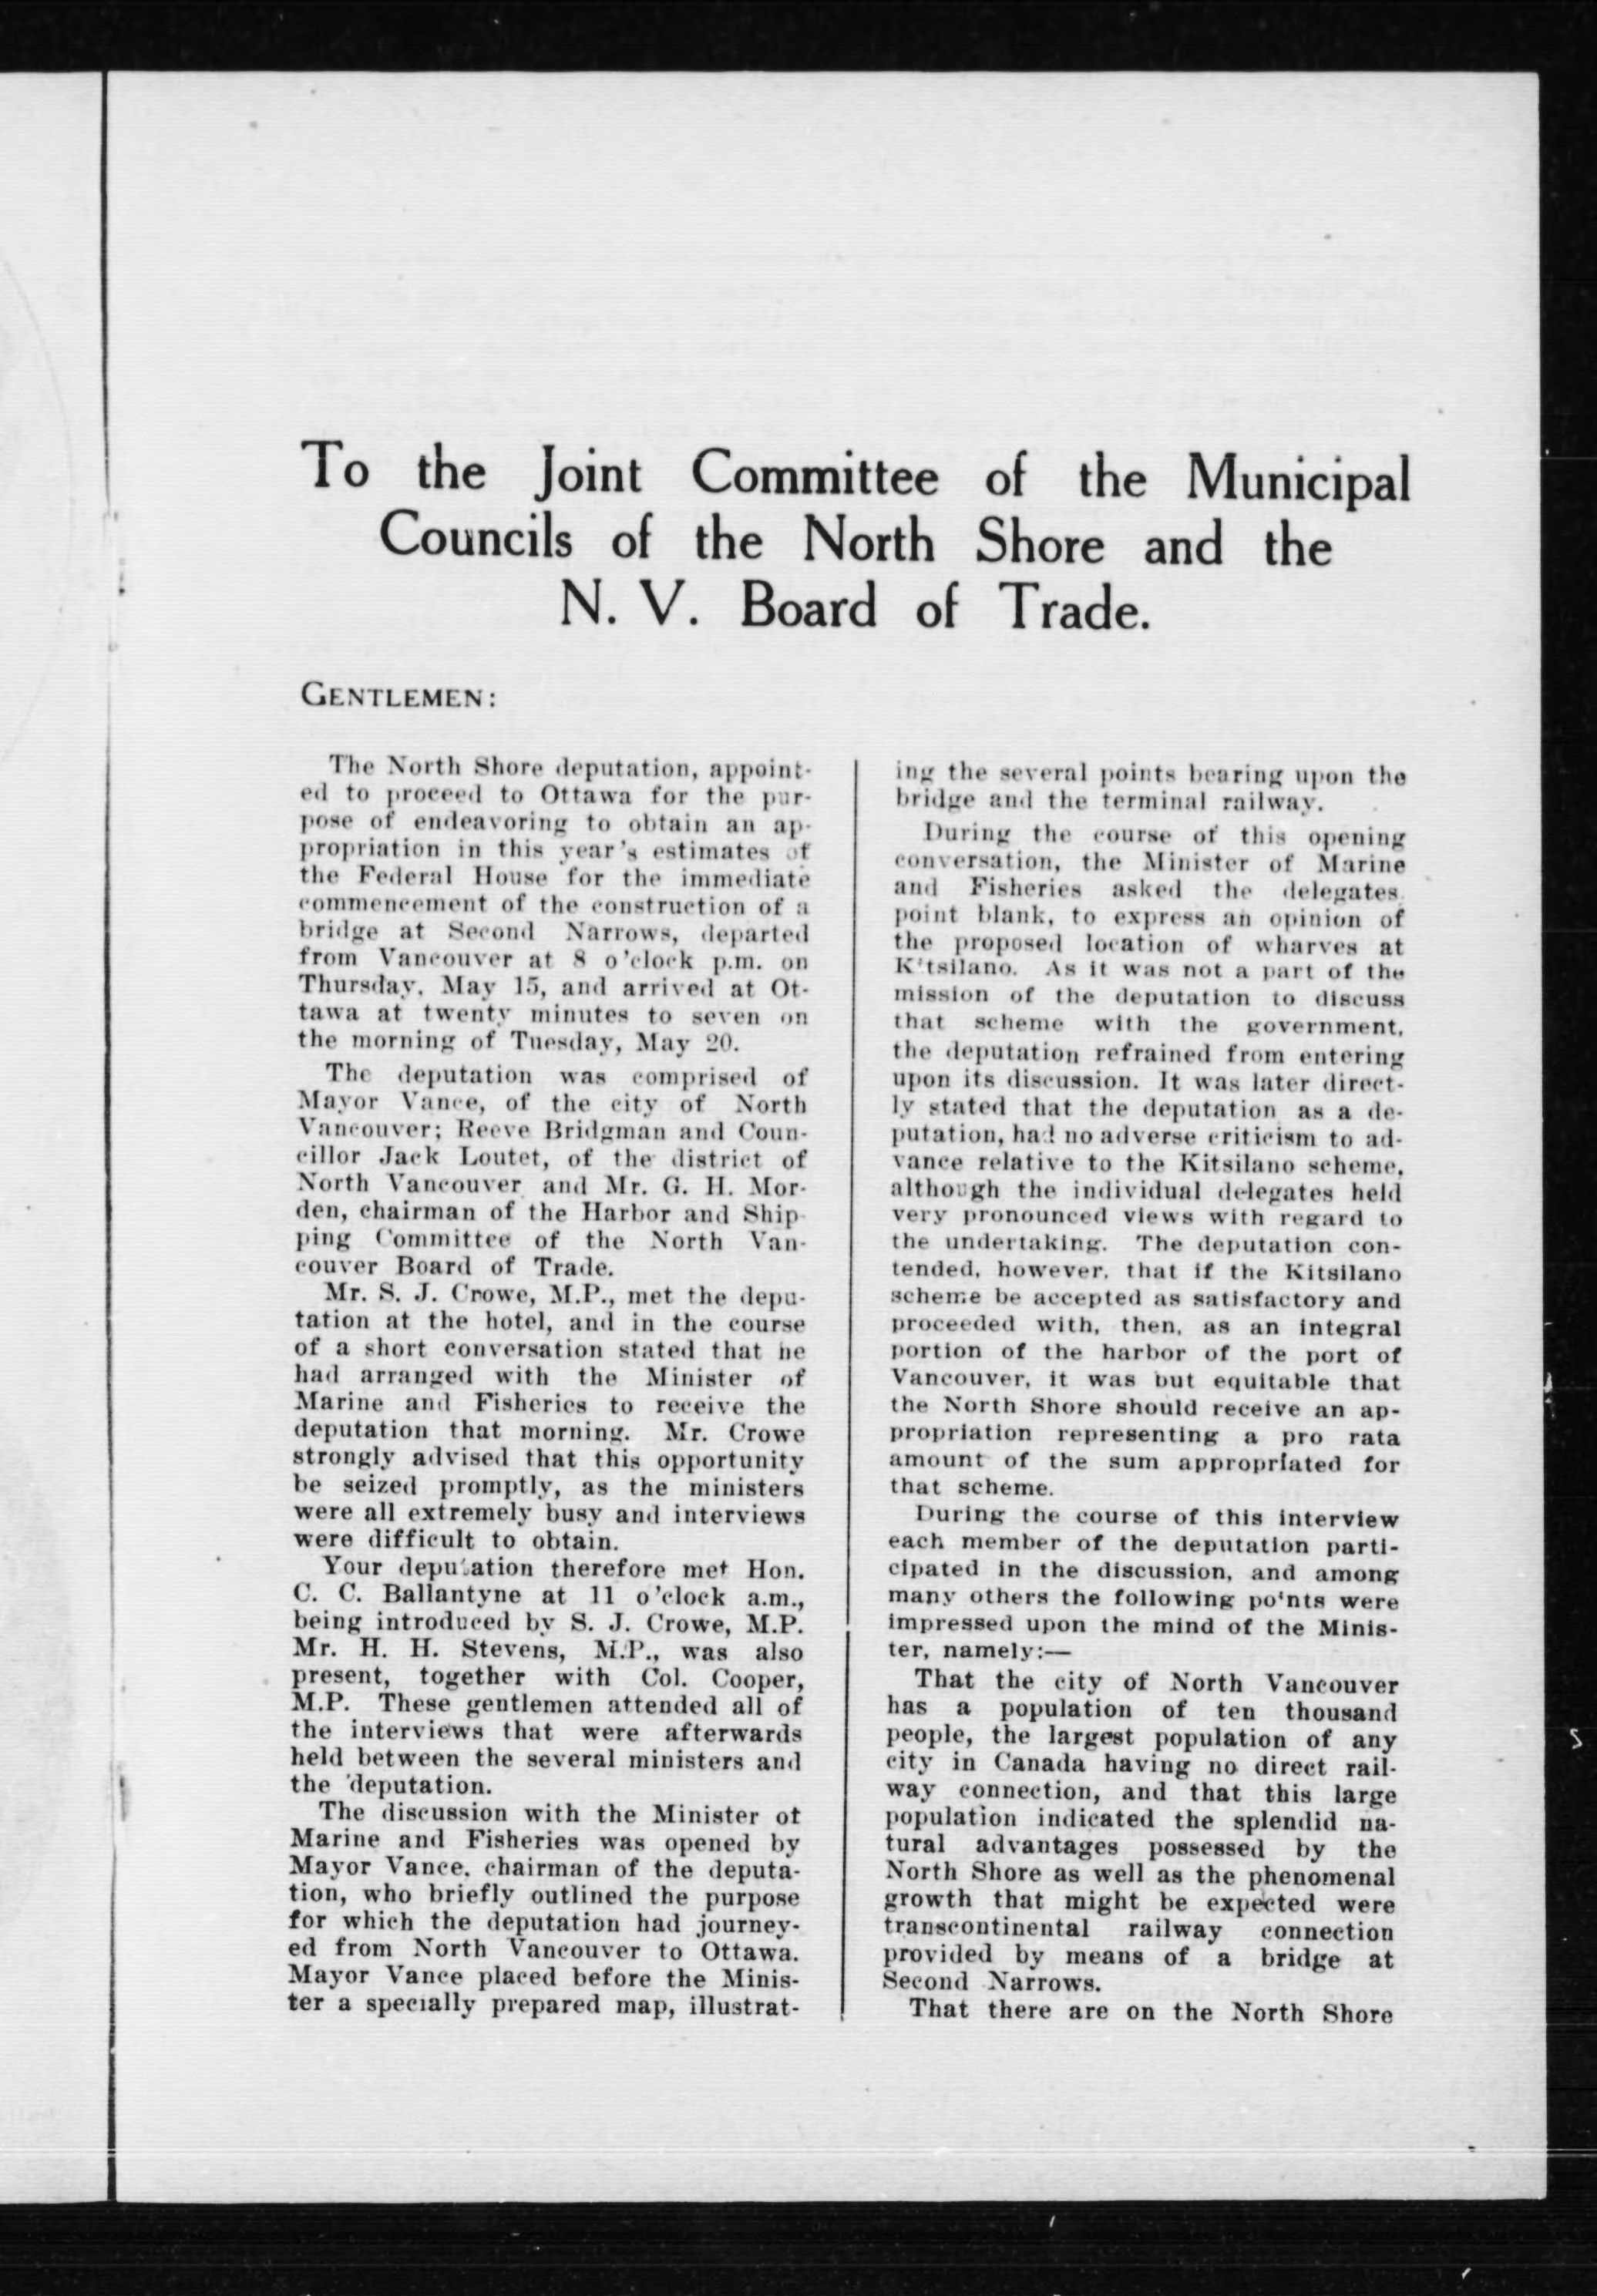 To the Joint Committee of the Municipal
Councils of the North Shore and the
N. V. Board of Trade.
GENTLEMEN:
The North Shore deputation, appoint-
ed to proceed to Ottawa for the pur-
pose of endeavoring to obtain an ap-
propriation in this year's estimates of
the Federal House for the immediate
commencement of the construction of a
bridge at Second Narrows, departed
from Vancouver at 8 o'clock p.m. on
Thursday, May 15, and arrived at Ot-
tawa at twenty minutes to seven on
the morning of Tuesday, May 20.
The deputation was comprised of
Mayor Vance, of the city of North
Vancouver; Reeve Bridgman and Coun-
cillor Jack Loutet, of the district of
North Vancouver and Mr. G. H. Mor-
den, chairman of the Harbor and Ship-
ping Committee of the North Van-
couver Board of Trade.
Mr. S. J. Crowe, M.P., met the depu-
tation at the hotel, and in the course
of a short conversation stated that he
had arranged with the Minister of
Marine and Fisheries to receive the
deputation that morning. Mr. Crowe
strongly advised that this opportunity
be seized promptly, as the ministers
were all extremely busy and interviews
were difficult to obtain.
Your deputation therefore met Hon.
C. C. Ballantyne at 11 o'clock a.m.,
being introduced by S. J. Crowe, M.P.
Mr. H. H. Stevens, M.P., was also
present, together with Col. Cooper,
M.P. These gentlemen attended all of
the interviews that were afterwards
held between the several ministers and
the deputation.
The discussion with the Minister of
Marine and Fisheries was opened by
Mayor Vance, chairman of the deputa-
tion, who briefly outlined the purpose
for which the deputation had journey-
ed from North Vancouver to Ottawa.
Mayor Vance placed before the Minis-
ter a specially prepared map, illustrat-
ing the several points bearing upon the
bridge and the terminal railway.
During the course of this opening
conversation, the Minister of Marine
and Fisheries asked the delegates,
point blank, to express an opinion of
the proposed location of wharves at
K'tsilano. As it was not a part of the
mission of the deputation to discuss
that scheme with the government,
the deputation refrained from entering
upon its discussion. It was later direct-
ly stated that the deputation as a de-
putation, had no adverse criticism to ad-
vance relative to the Kitsilano scheme,
although the individual delegates held
very pronounced views with regard to
the undertaking. The deputation con-
tended, however, that if the Kitsilano
scheme be accepted as satisfactory and
proceeded with, then, as an integral
portion of the harbor of the port of
Vancouver, it was but equitable that
the North Shore should receive an ap-
propriation representing a pro rata
amount of the sum appropriated for
that scheme.
During the course of this interview
each member of the deputation parti-
cipated in the discussion, and among
many others the following po'nts were
impressed upon the mind of the Minis-
ter, namely:—
That the city of North Vancouver
has a population of ten thousand
people, the largest population of any
city in Canada having no direct rail-
way connection, and that this large
population indicated the splendid na-
tural advantages possessed by the
North Shore as well as the phenomenal
growth that might be expected were
transcontinental railway connection
provided by means of a bridge at
Second Narrows.
That there are on the North Shore